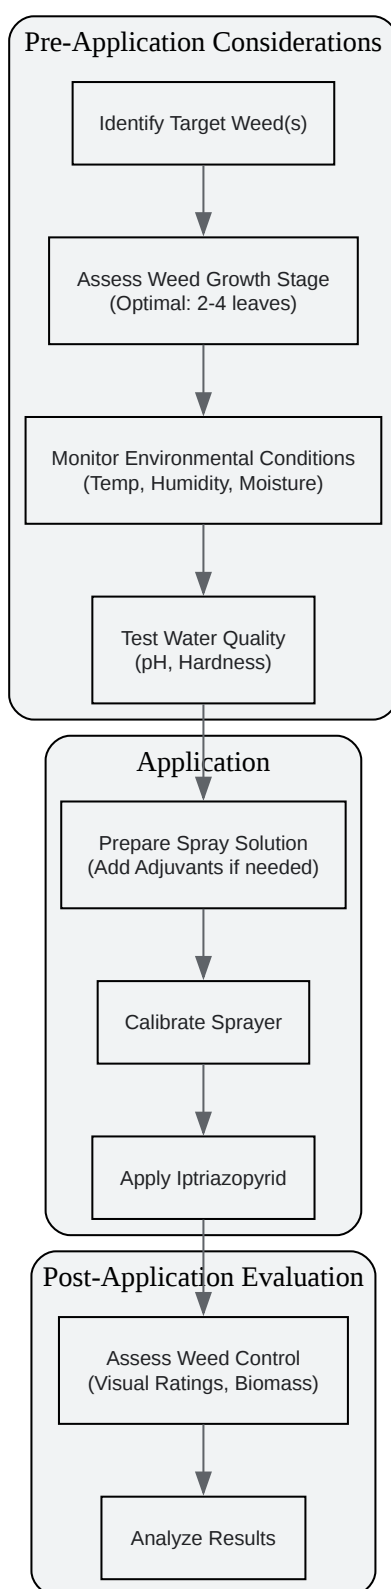 Pre-Application Considerations
Identify Target Weed(s)
Assess Weed Growth Stage
(Optimal: 2-4 leaves)
Monitor Environmental Conditions
(Temp, Humidity, Moisture)
Test Water Quality
(pH, Hardness)
Application
Prepare Spray Solution
(Add Adjuvants if needed)
Calibrate Sprayer
Apply Iptriazopyrid
Post-Application Evaluation
Assess Weed Control
(Visual Ratings, Biomass)
Analyze Results